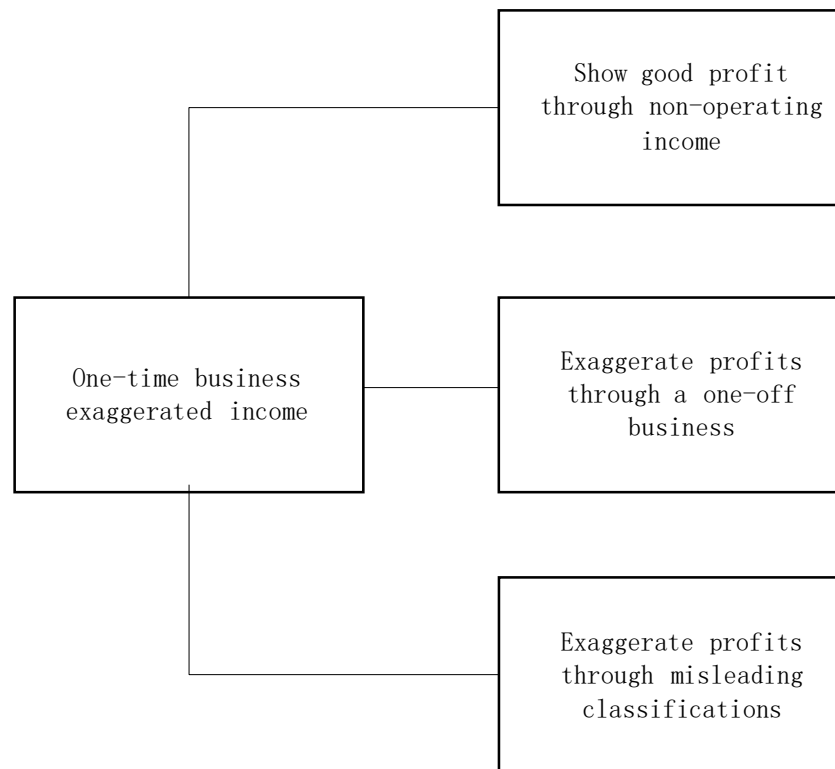 Show good profit
through non-operating
income
One-time business
exaggerated income
Exaggerate profits
through a one-off
business
Exaggerate profits
through misleading
classifications